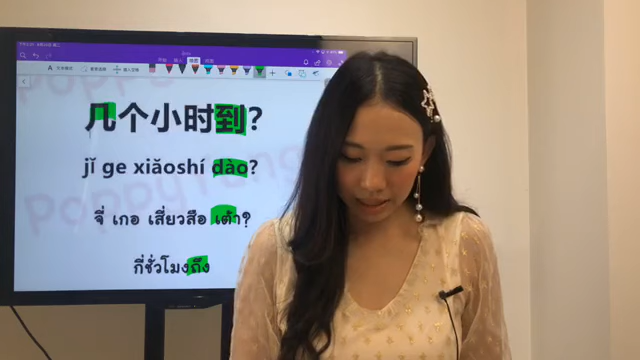 几个小时到?
jǐ ge xiǎoshí dào?
จี่ เกอ เสี่ยวสือ เต้า?
กี่ชั่วโมงถึง